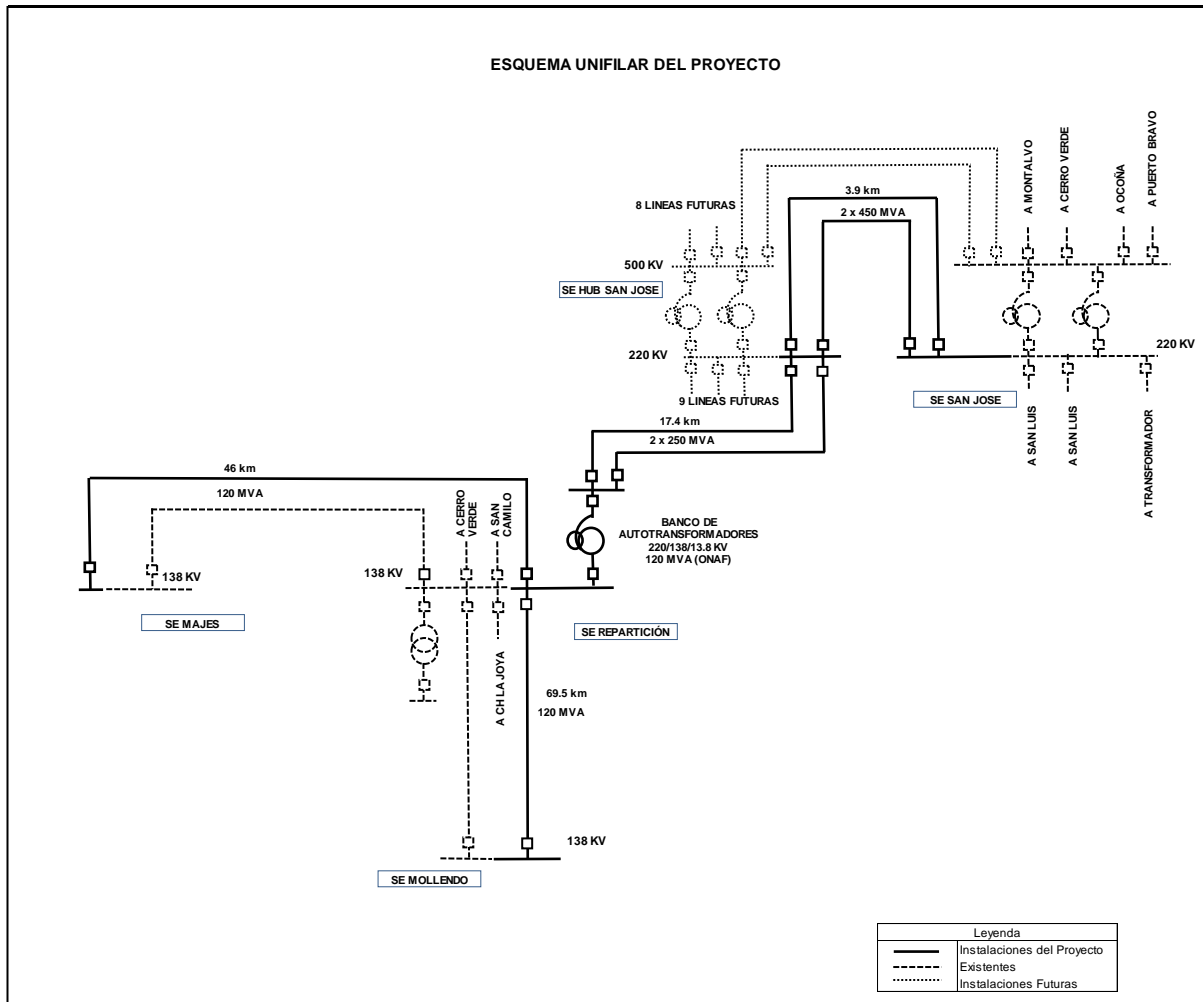 ESQUEMA UNIFILAR DEL PROYECTO
A MONTALVO
A CERRO VERDE
A OCOÑA
A PUERTO BRAVO
3.9 km
2 x 450 MVA
8 LINEAS FUTURAS
500 KV
SE HUB SAN JOSE
220 KV
220 KV
9 LINEAS FUTURAS
SE SAN JOSE
A SAN LUIS
A SAN LUIS
A TRANSFORMADOR
17.4 km
2 x 250 MVA
46 km
120 MVA
A CERRO
VERDE
A SAN
CAMILO
BANCO DE
AUTOTRANSFORMADORES
220/138/13.8 KV
120 MVA (ONAF)
138 KV
138 KV
SE MAJES
SE REPARTICIÓN
A CH LA JOYA
69.5 km
120 MVA
138 KV
SE MOLLENDO
Leyenda
Instalaciones del Proyecto
Existentes
Instalaciones Futuras